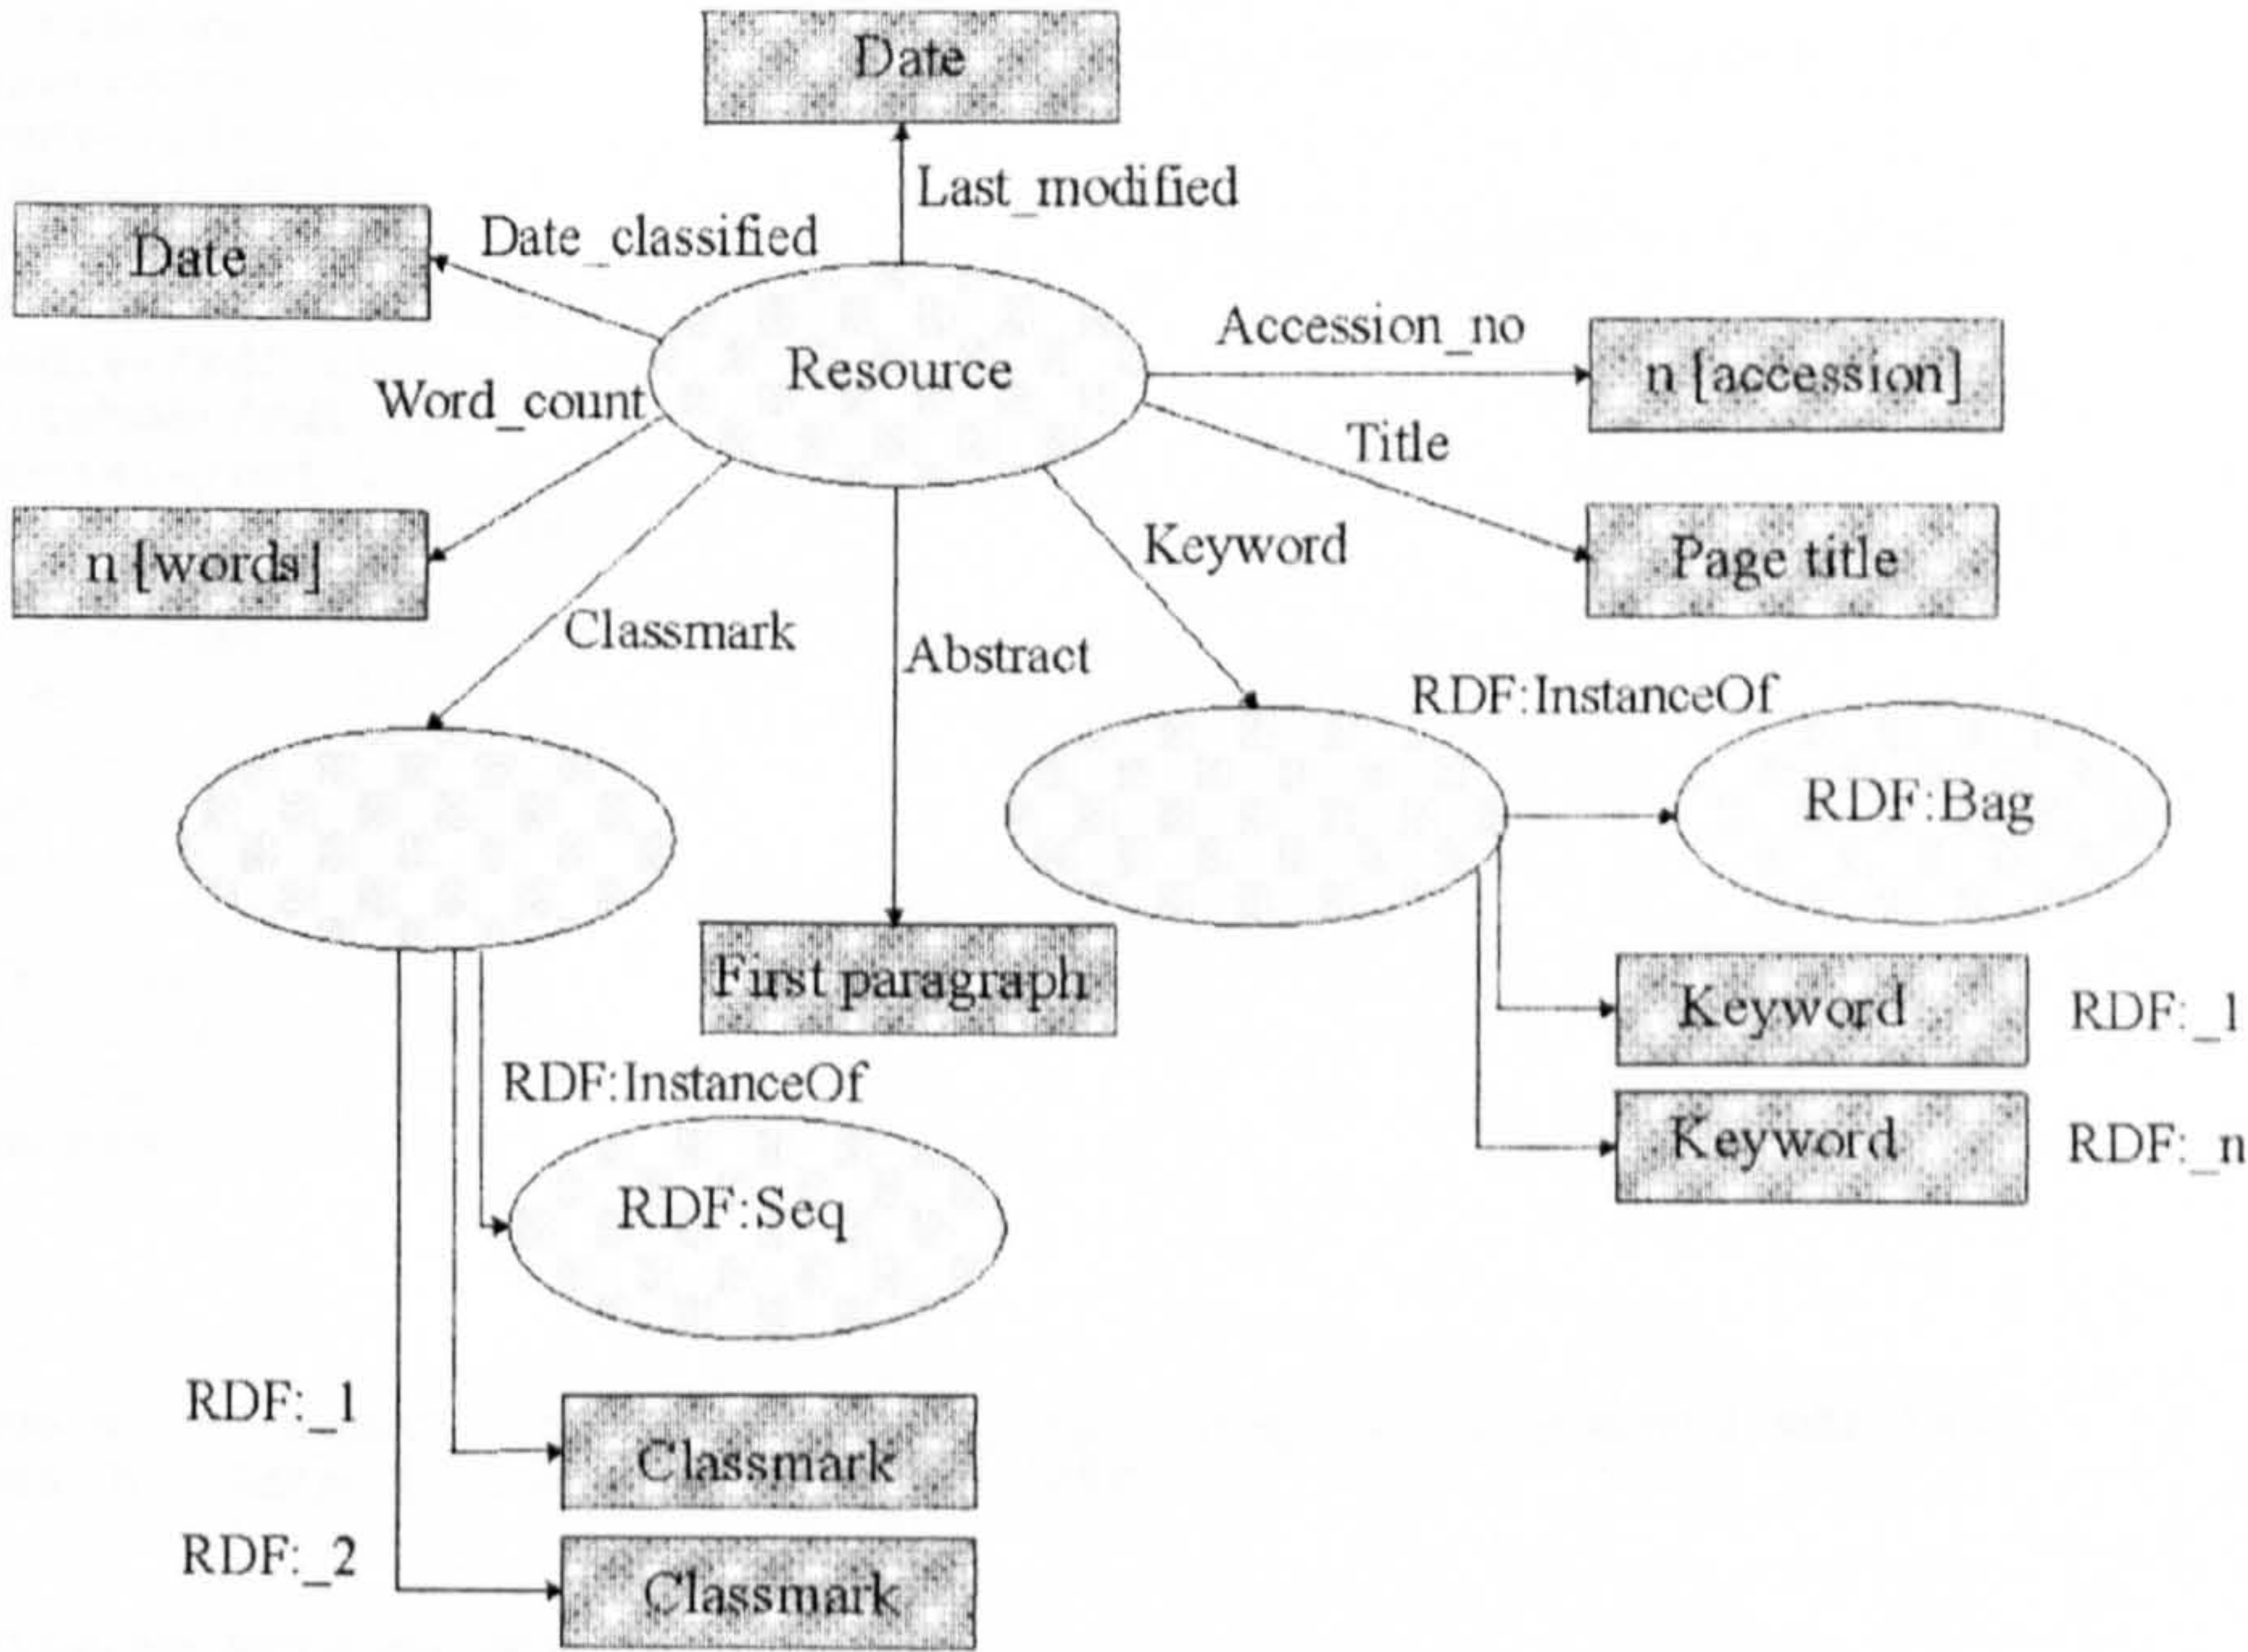 Date
Last_modified
Date_classified
Date
Accession_no
Resource
n [accession]
Word_count
Title
n [words]
Keyword
Page title
Classmark
Abstract
RDF:InstanceOf
RDF:Bag
First paragraph
Keyword
RDF:_1
RDF:InstanceOf
Keyword
RDF:_n
RDF:Seq
RDF:_1
Classmark
RDF:_2
Classmark